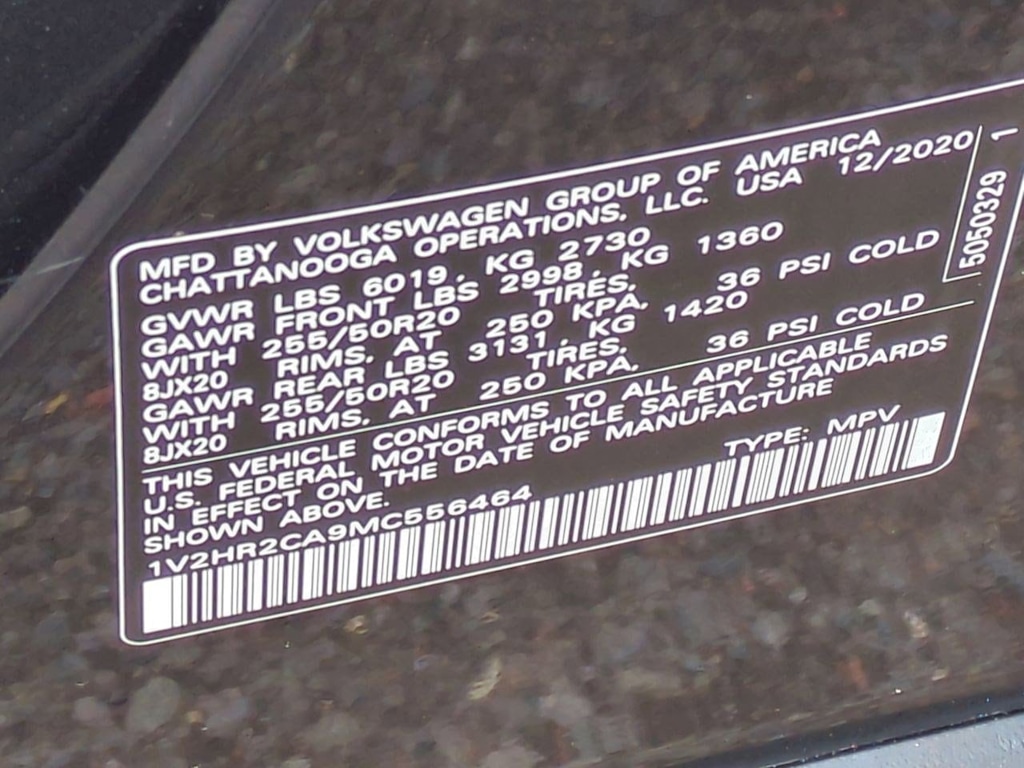 MFD BY VOLKSWAGEN GROUP OF AMERICA
CHATTANOOGA OPERATIONS, LLC. USA 12/2020
GVWR LBS 6019, KG 2730
GAWR FRONT LBS 2998, KG 1360
WITH 255/50R20 TIRES,
8JX20 RIMS, AT 250 KPA, 36 PSI COLD
GAWR REAR LBS 3131, KG 1420
WITH 255/50R20 TIRES,
8JX20 RIMS, AT 250 KPA, 36 PSI COLD
THIS VEHICLE CONFORMS TO ALL APPLICABLE
U.S. FEDERAL MOTOR VEHICLE SAFETY STANDARDS
IN EFFECT ON THE DATE OF MANUFACTURE
SHOWN ABOVE.
1V2HR2CA9MC556464 TYPE: MPV
5050329
1